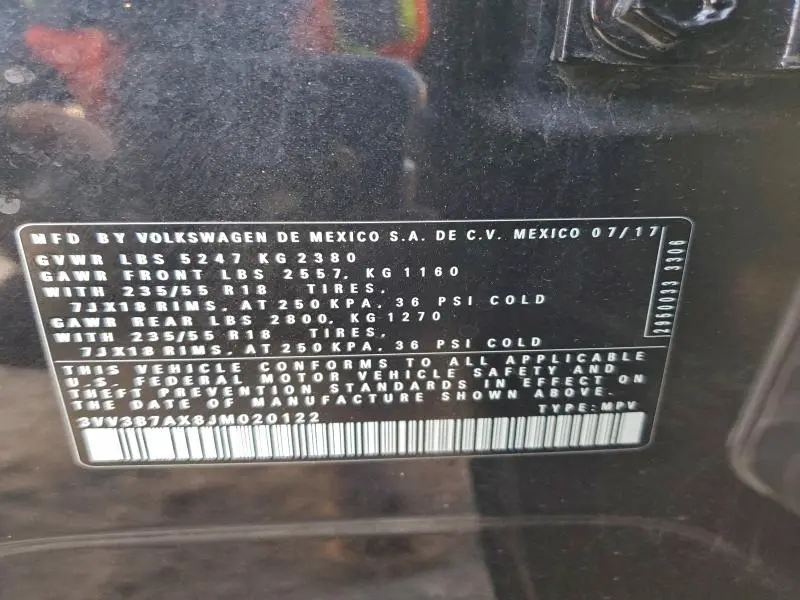 MFD BY VOLKSWAGEN DE MEXICO S.A. DE C.V. MEXICO 07/17
GVWR LBS 5247 KG 2380
GAWR FRONT LBS 2557, KG 1160
WITH 235/55 R18 TIRES,
7JX18 RIMS, AT 250 KPA, 36 PSI COLD
GAWR REAR LBS 2800, KG 1270
WITH 235/55 R18 TIRES,
7JX18 RIMS, AT 250 KPA, 36 PSI COLD
2950033 3306
THIS VEHICLE CONFORMS TO ALL APPLICABLE
U.S. FEDERAL MOTOR VEHICLE SAFETY AND
THEFT PREVENTION STANDARDS IN EFFECT ON
THE DATE OF MANUFACTURE SHOWN ABOVE.
3VV3B7AX8JM020122 TYPE: MPV